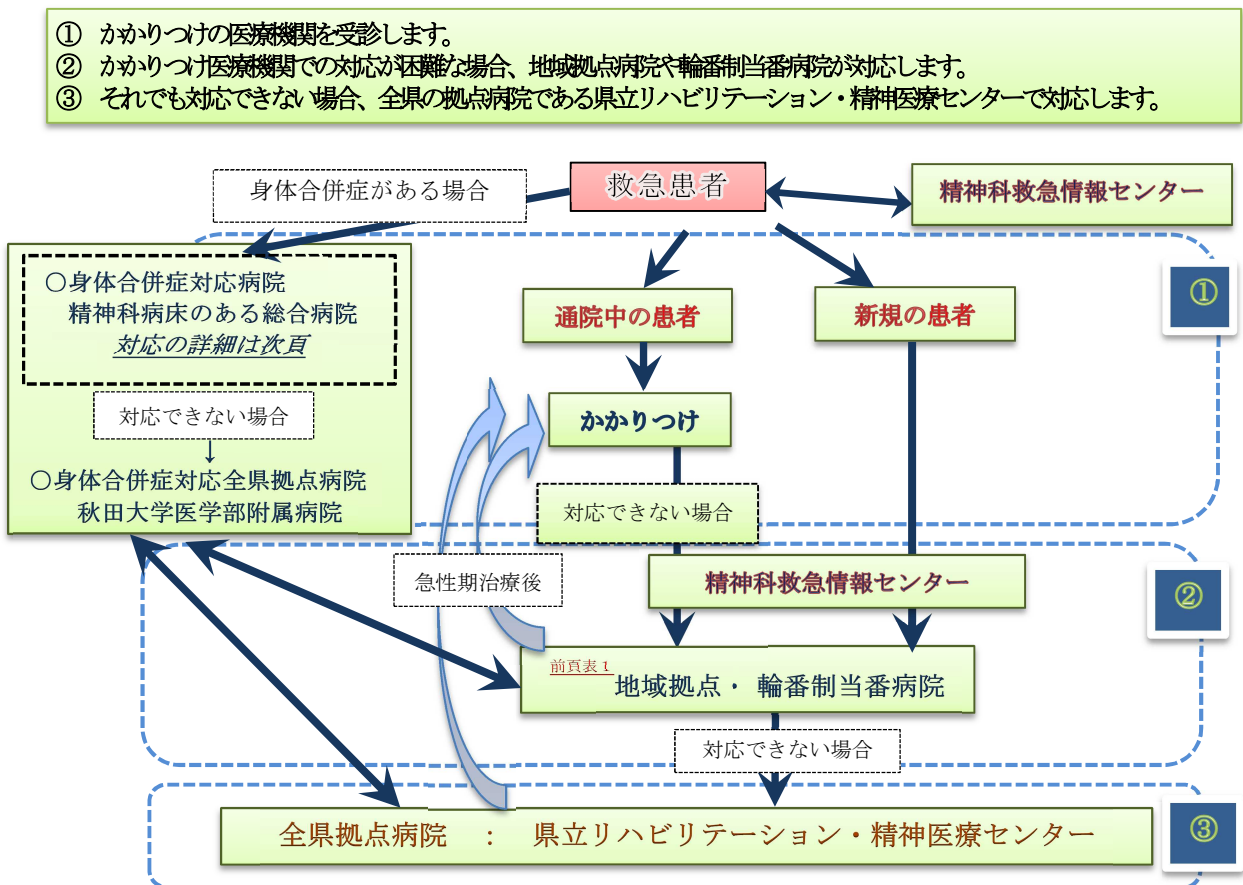 ① かかりつけの医療機関を受診します。
② かかりつけ医療機関での対応が困難な場合、地域拠点病院や輪番制当番病院が対応します。
③ それでも対応できない場合、全県の拠点病院である県立リハビリテーション・精神医療センターで対応します。
身体合併症がある場合
救急患者
精神科救急情報センター
○身体合併症対応病院
精神科病床のある総合病院
対応の詳細は次頁
対応できない場合
↓
○身体合併症対応全県拠点病院
秋田大学医学部附属病院
通院中の患者
新規の患者
①
かかりつけ
対応できない場合
急性期治療後
精神科救急情報センター
②
前頁表1
地域拠点・ 輪番制当番病院
対応できない場合
全県拠点病院 : 県立リハビリテーション・精神医療センター
③